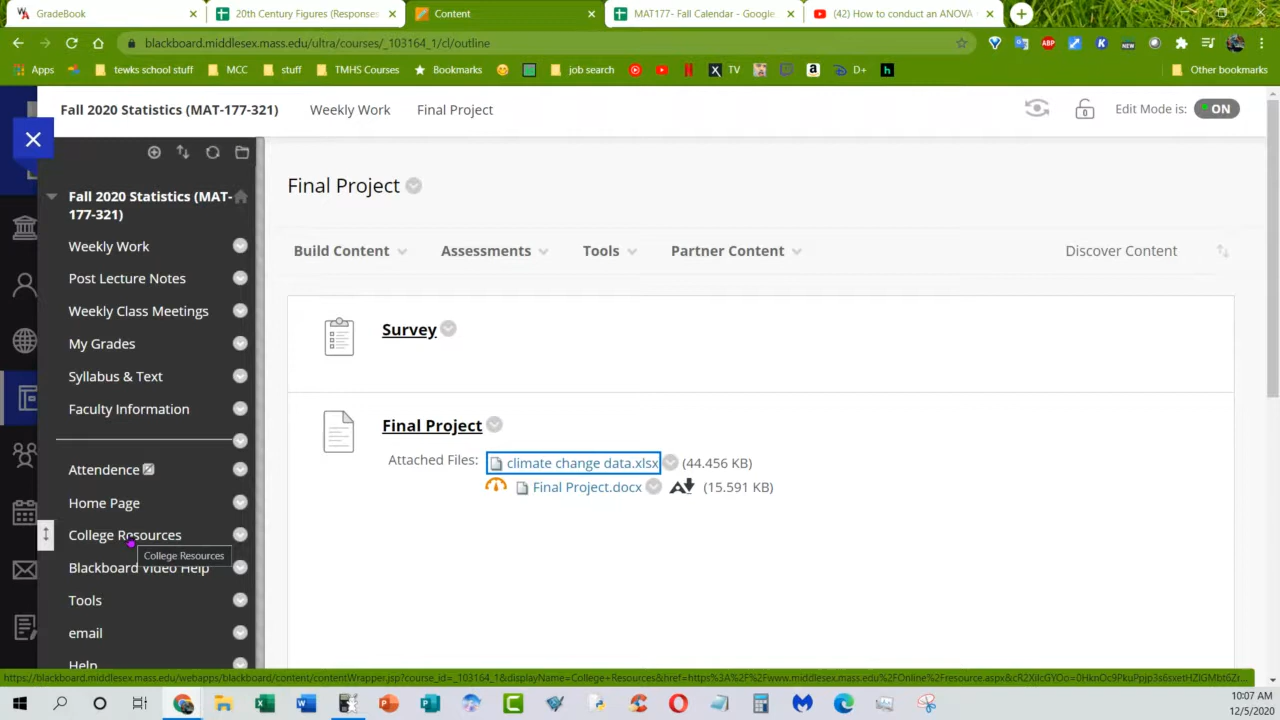 GradeBook
20th Century Figures (Responses
Content
MAT177- Fall Calendar - Google
(42) How to conduct an ANOVA
blackboard.middlesex.mass.edu/ultra/courses/_103164_1/cl/outline
Apps
tewks school stuff
MCC
stuff
TMHS Courses
Bookmarks
job search
TV
D+
Other bookmarks
Fall 2020 Statistics (MAT-177-321)
Weekly Work
Final Project
Edit Mode is:
ON
Fall 2020 Statistics (MAT-
177-321)
Weekly Work
Post Lecture Notes
Weekly Class Meetings
My Grades
Syllabus & Text
Faculty Information
Attendence
Home Page
College Resources
College Resources
Blackboard Video Help
Tools
email
Help
Final Project
Build Content
Assessments
Tools
Partner Content
Discover Content
Survey
Final Project
Attached Files:
climate change data.xlsx
(44.456 KB)
Final Project.docx
(15.591 KB)
10:07 AM
12/5/2020